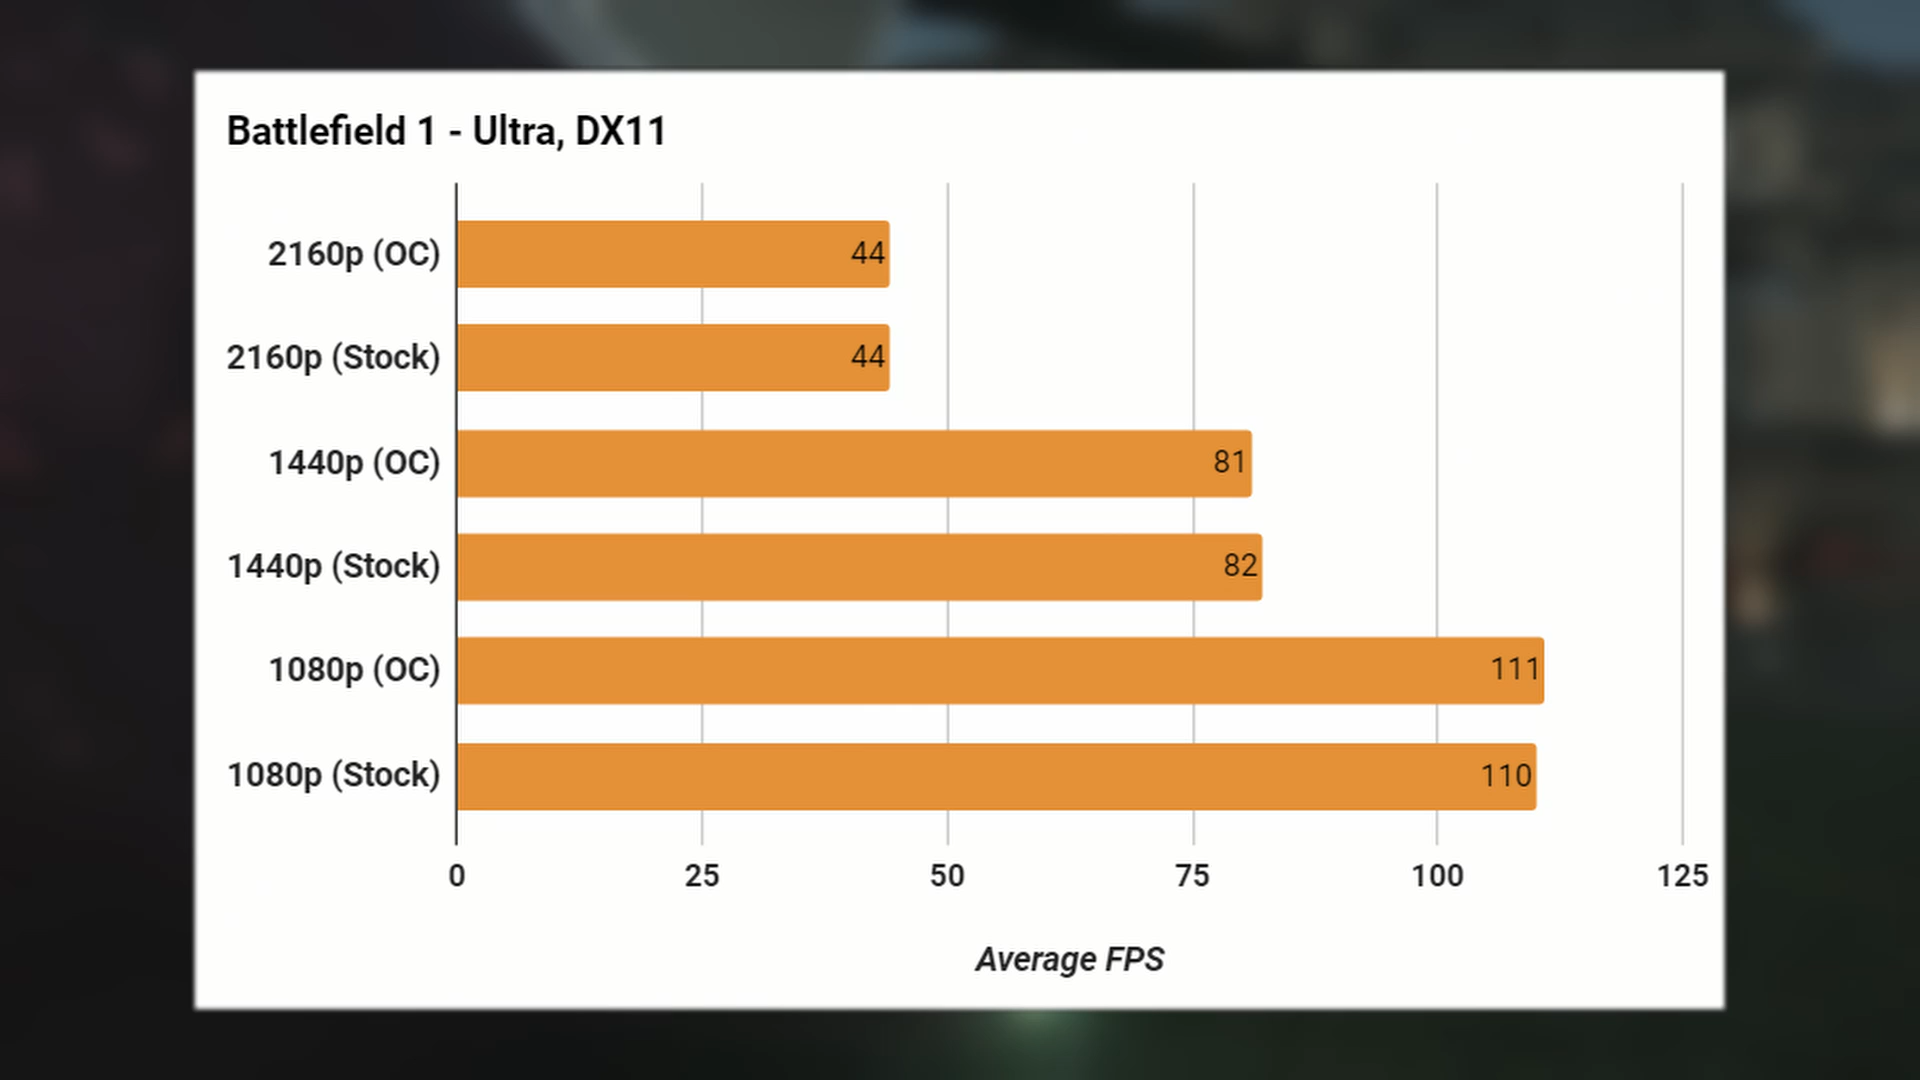 Battlefield 1 - Ultra, DX11
2160p (OC) 44
2160p (Stock) 44
1440p (OC) 81
1440p (Stock) 82
1080p (OC) 111
1080p (Stock) 110
0 25 50 75 100 125
Average FPS